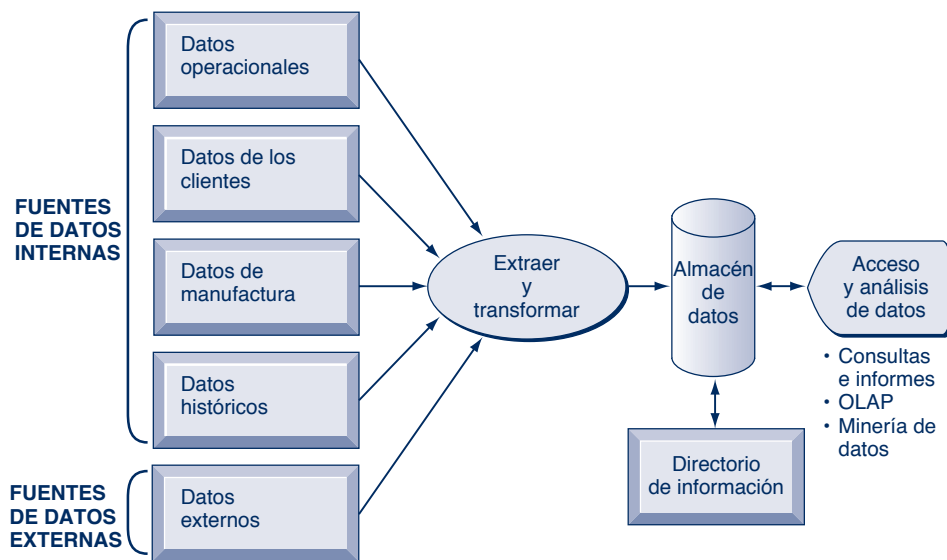 FUENTES
DE DATOS
INTERNAS
Datos
operacionales
Datos de los
clientes
Datos de
manufactura
Datos
históricos
FUENTES
DE DATOS
EXTERNAS
Datos
externos
Extraer
y
transformar
Almacén
de
datos
Directorio
de información
Acceso
y análisis
de datos
• Consultas
e informes
• OLAP
• Minería de
datos